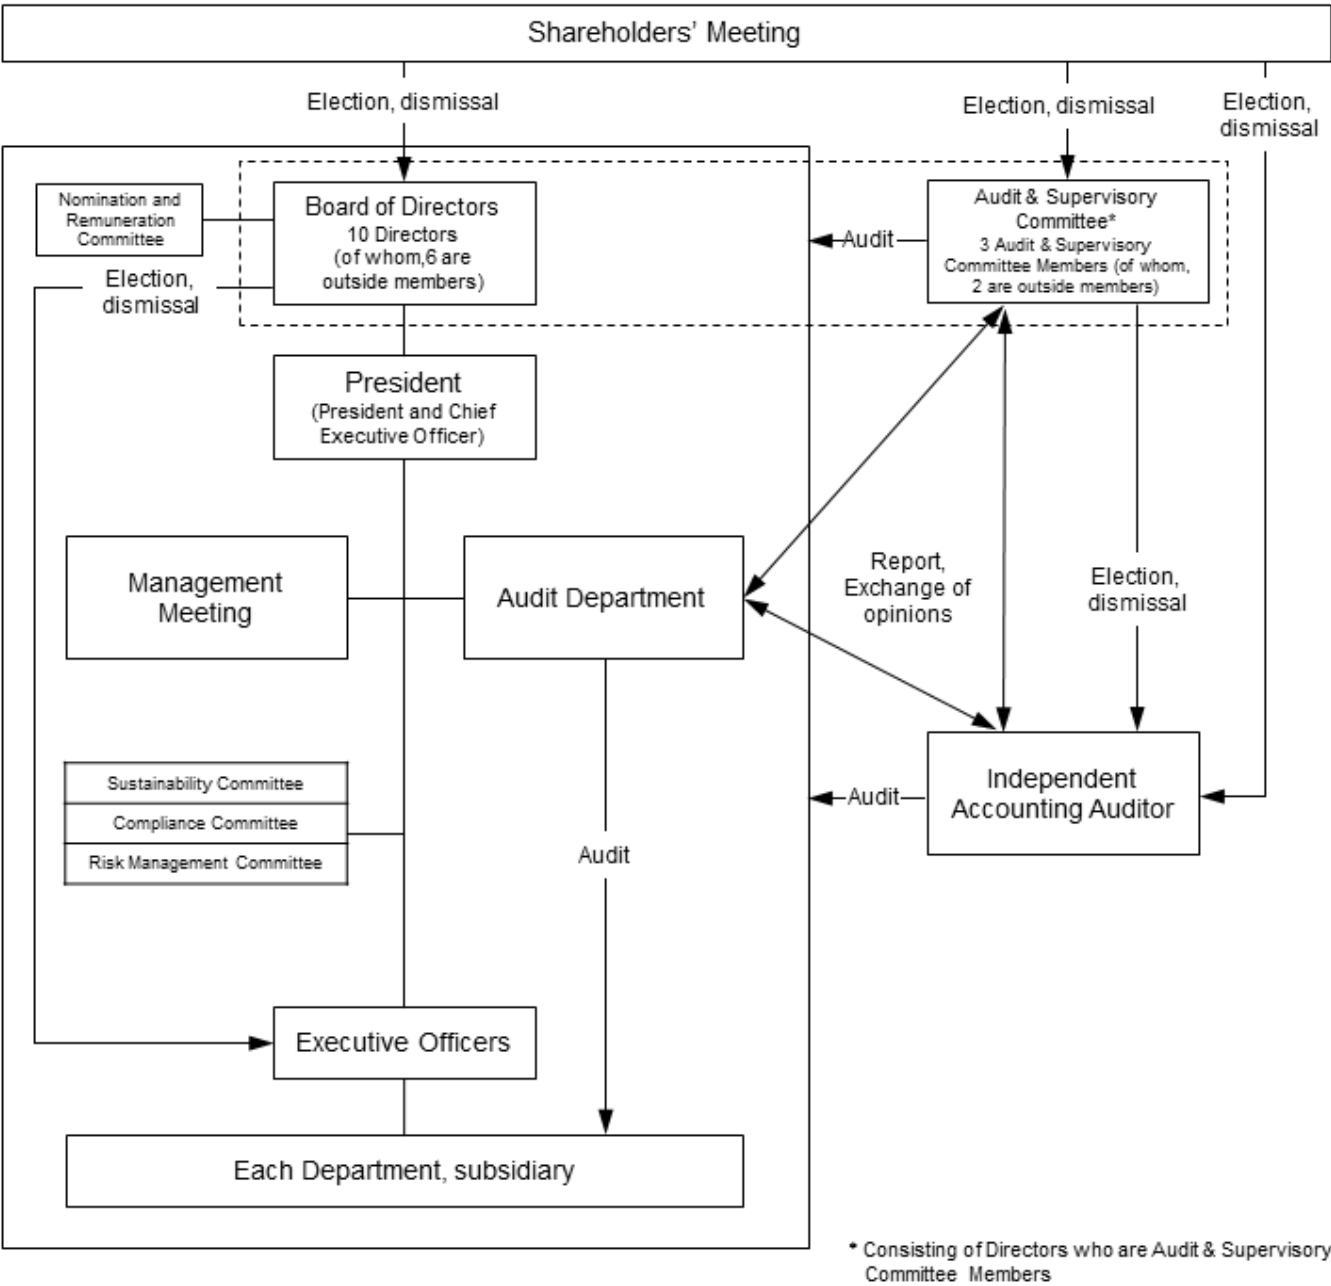 Shareholders’ Meeting
Election, dismissal
Election, dismissal
Election,
dismissal
Nomination and
Remuneration
Committee
Board of Directors
10 Directors
(of whom,6 are
outside members)
Audit
Audit & Supervisory
Committee*
3 Audit & Supervisory
Committee Members (of whom,
2 are outside members)
Election,
dismissal
President
(President and Chief
Executive Officer)
Management
Meeting
Audit Department
Report,
Exchange of
opinions
Election,
dismissal
Sustainability Committee
Compliance Committee
Risk Management Committee
Audit
Audit
Independent
Accounting Auditor
Executive Officers
Each Department, subsidiary
* Consisting of Directors who are Audit & Supervisory
Committee Members